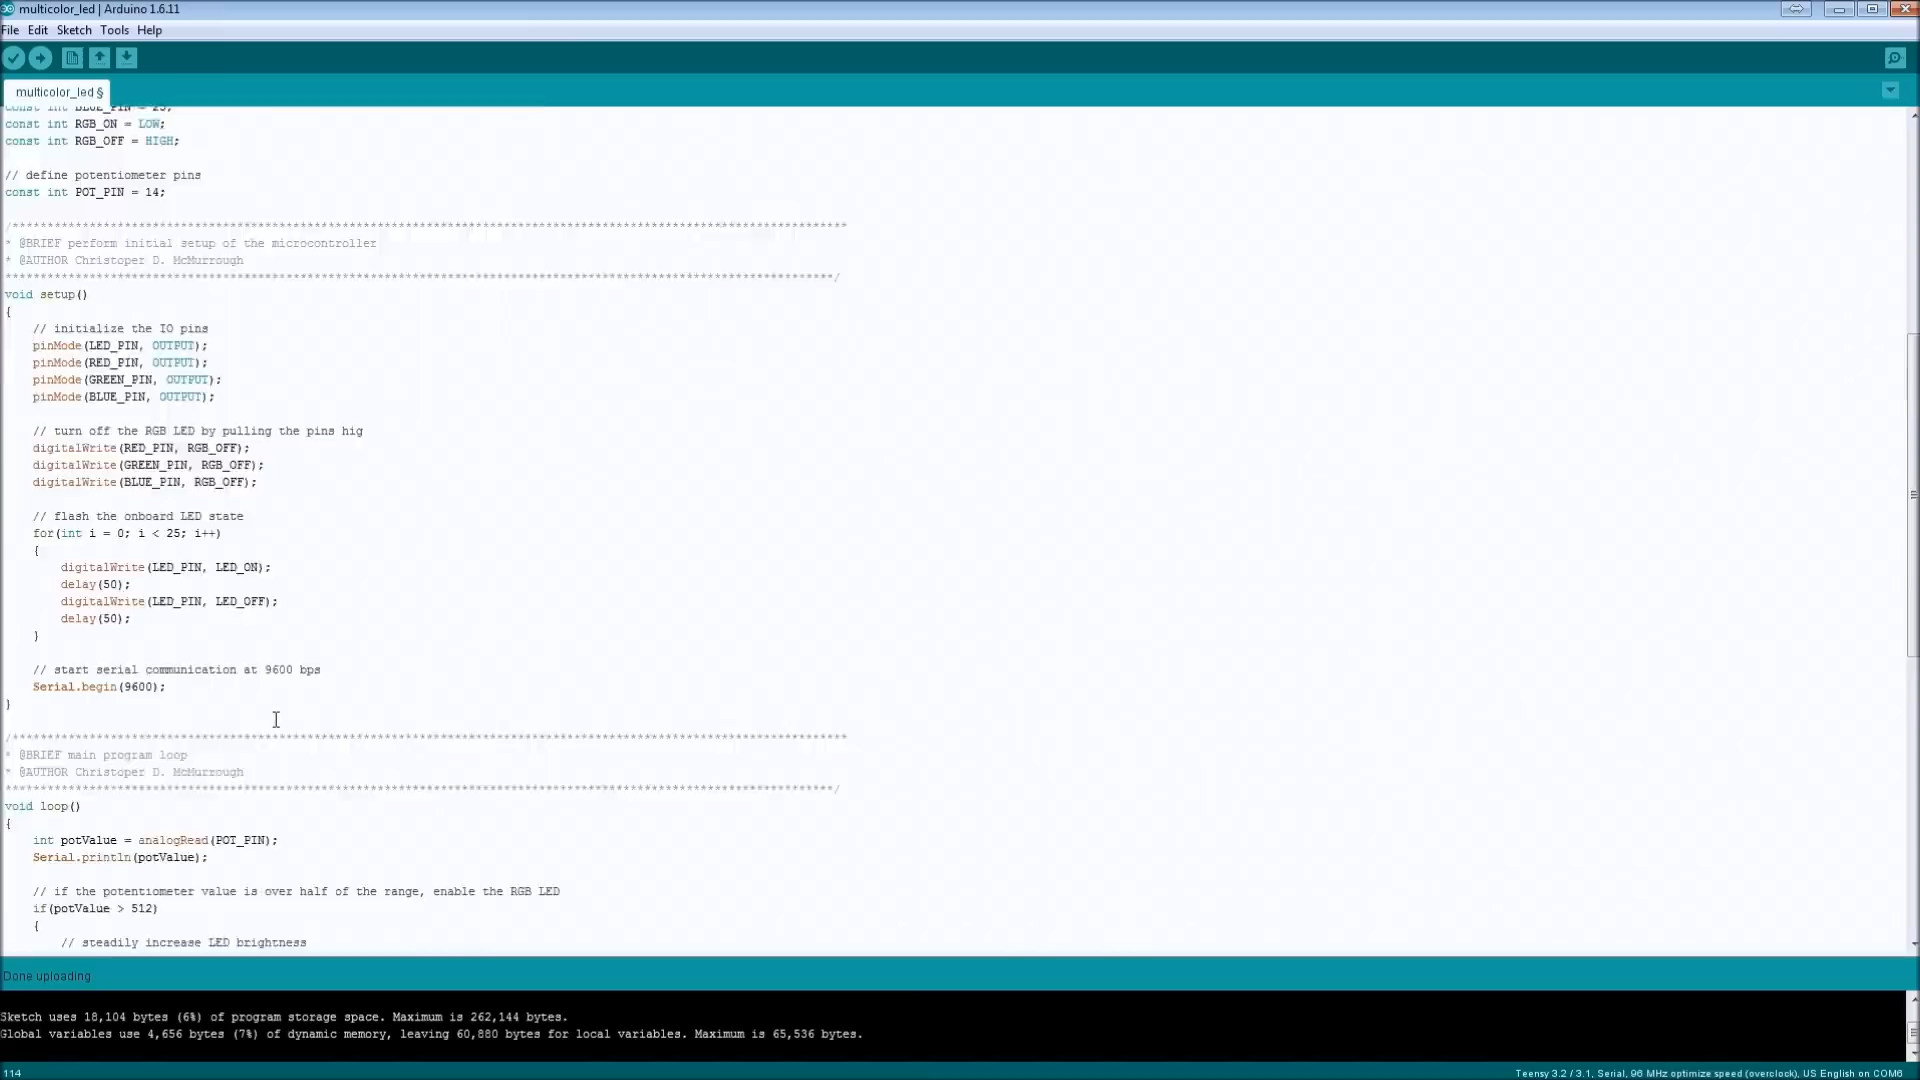 multicolor_led | Arduino 1.6.11
File Edit Sketch Tools Help
multicolor_led §
const int BLUE_PIN = 25;
const int RGB_ON = LOW;
const int RGB_OFF = HIGH;
// define potentiometer pins
const int POT_PIN = 14;
/***********************************************************************************************************************
* @BRIEF perform initial setup of the microcontroller
* @AUTHOR Christoper D. McMurrough
***********************************************************************************************************************/
void setup()
{
// initialize the IO pins
pinMode(LED_PIN, OUTPUT);
pinMode(RED_PIN, OUTPUT);
pinMode(GREEN_PIN, OUTPUT);
pinMode(BLUE_PIN, OUTPUT);
// turn off the RGB LED by pulling the pins hig
digitalWrite(RED_PIN, RGB_OFF);
digitalWrite(GREEN_PIN, RGB_OFF);
digitalWrite(BLUE_PIN, RGB_OFF);
// flash the onboard LED state
for(int i = 0; i < 25; i++)
{
digitalWrite(LED_PIN, LED_ON);
delay(50);
digitalWrite(LED_PIN, LED_OFF);
delay(50);
}
// start serial communication at 9600 bps
Serial.begin(9600);
}
/***********************************************************************************************************************
* @BRIEF main program loop
* @AUTHOR Christoper D. McMurrough
***********************************************************************************************************************/
void loop()
{
int potValue = analogRead(POT_PIN);
Serial.println(potValue);
// if the potentiometer value is over half of the range, enable the RGB LED
if(potValue > 512)
{
// steadily increase LED brightness
Done uploading
Sketch uses 18,104 bytes (6%) of program storage space. Maximum is 262,144 bytes.
Global variables use 4,656 bytes (7%) of dynamic memory, leaving 60,880 bytes for local variables. Maximum is 65,536 bytes.
114
Teensy 3.2 / 3.1, Serial, 96 MHz optimize speed (overclock), US English on COM6